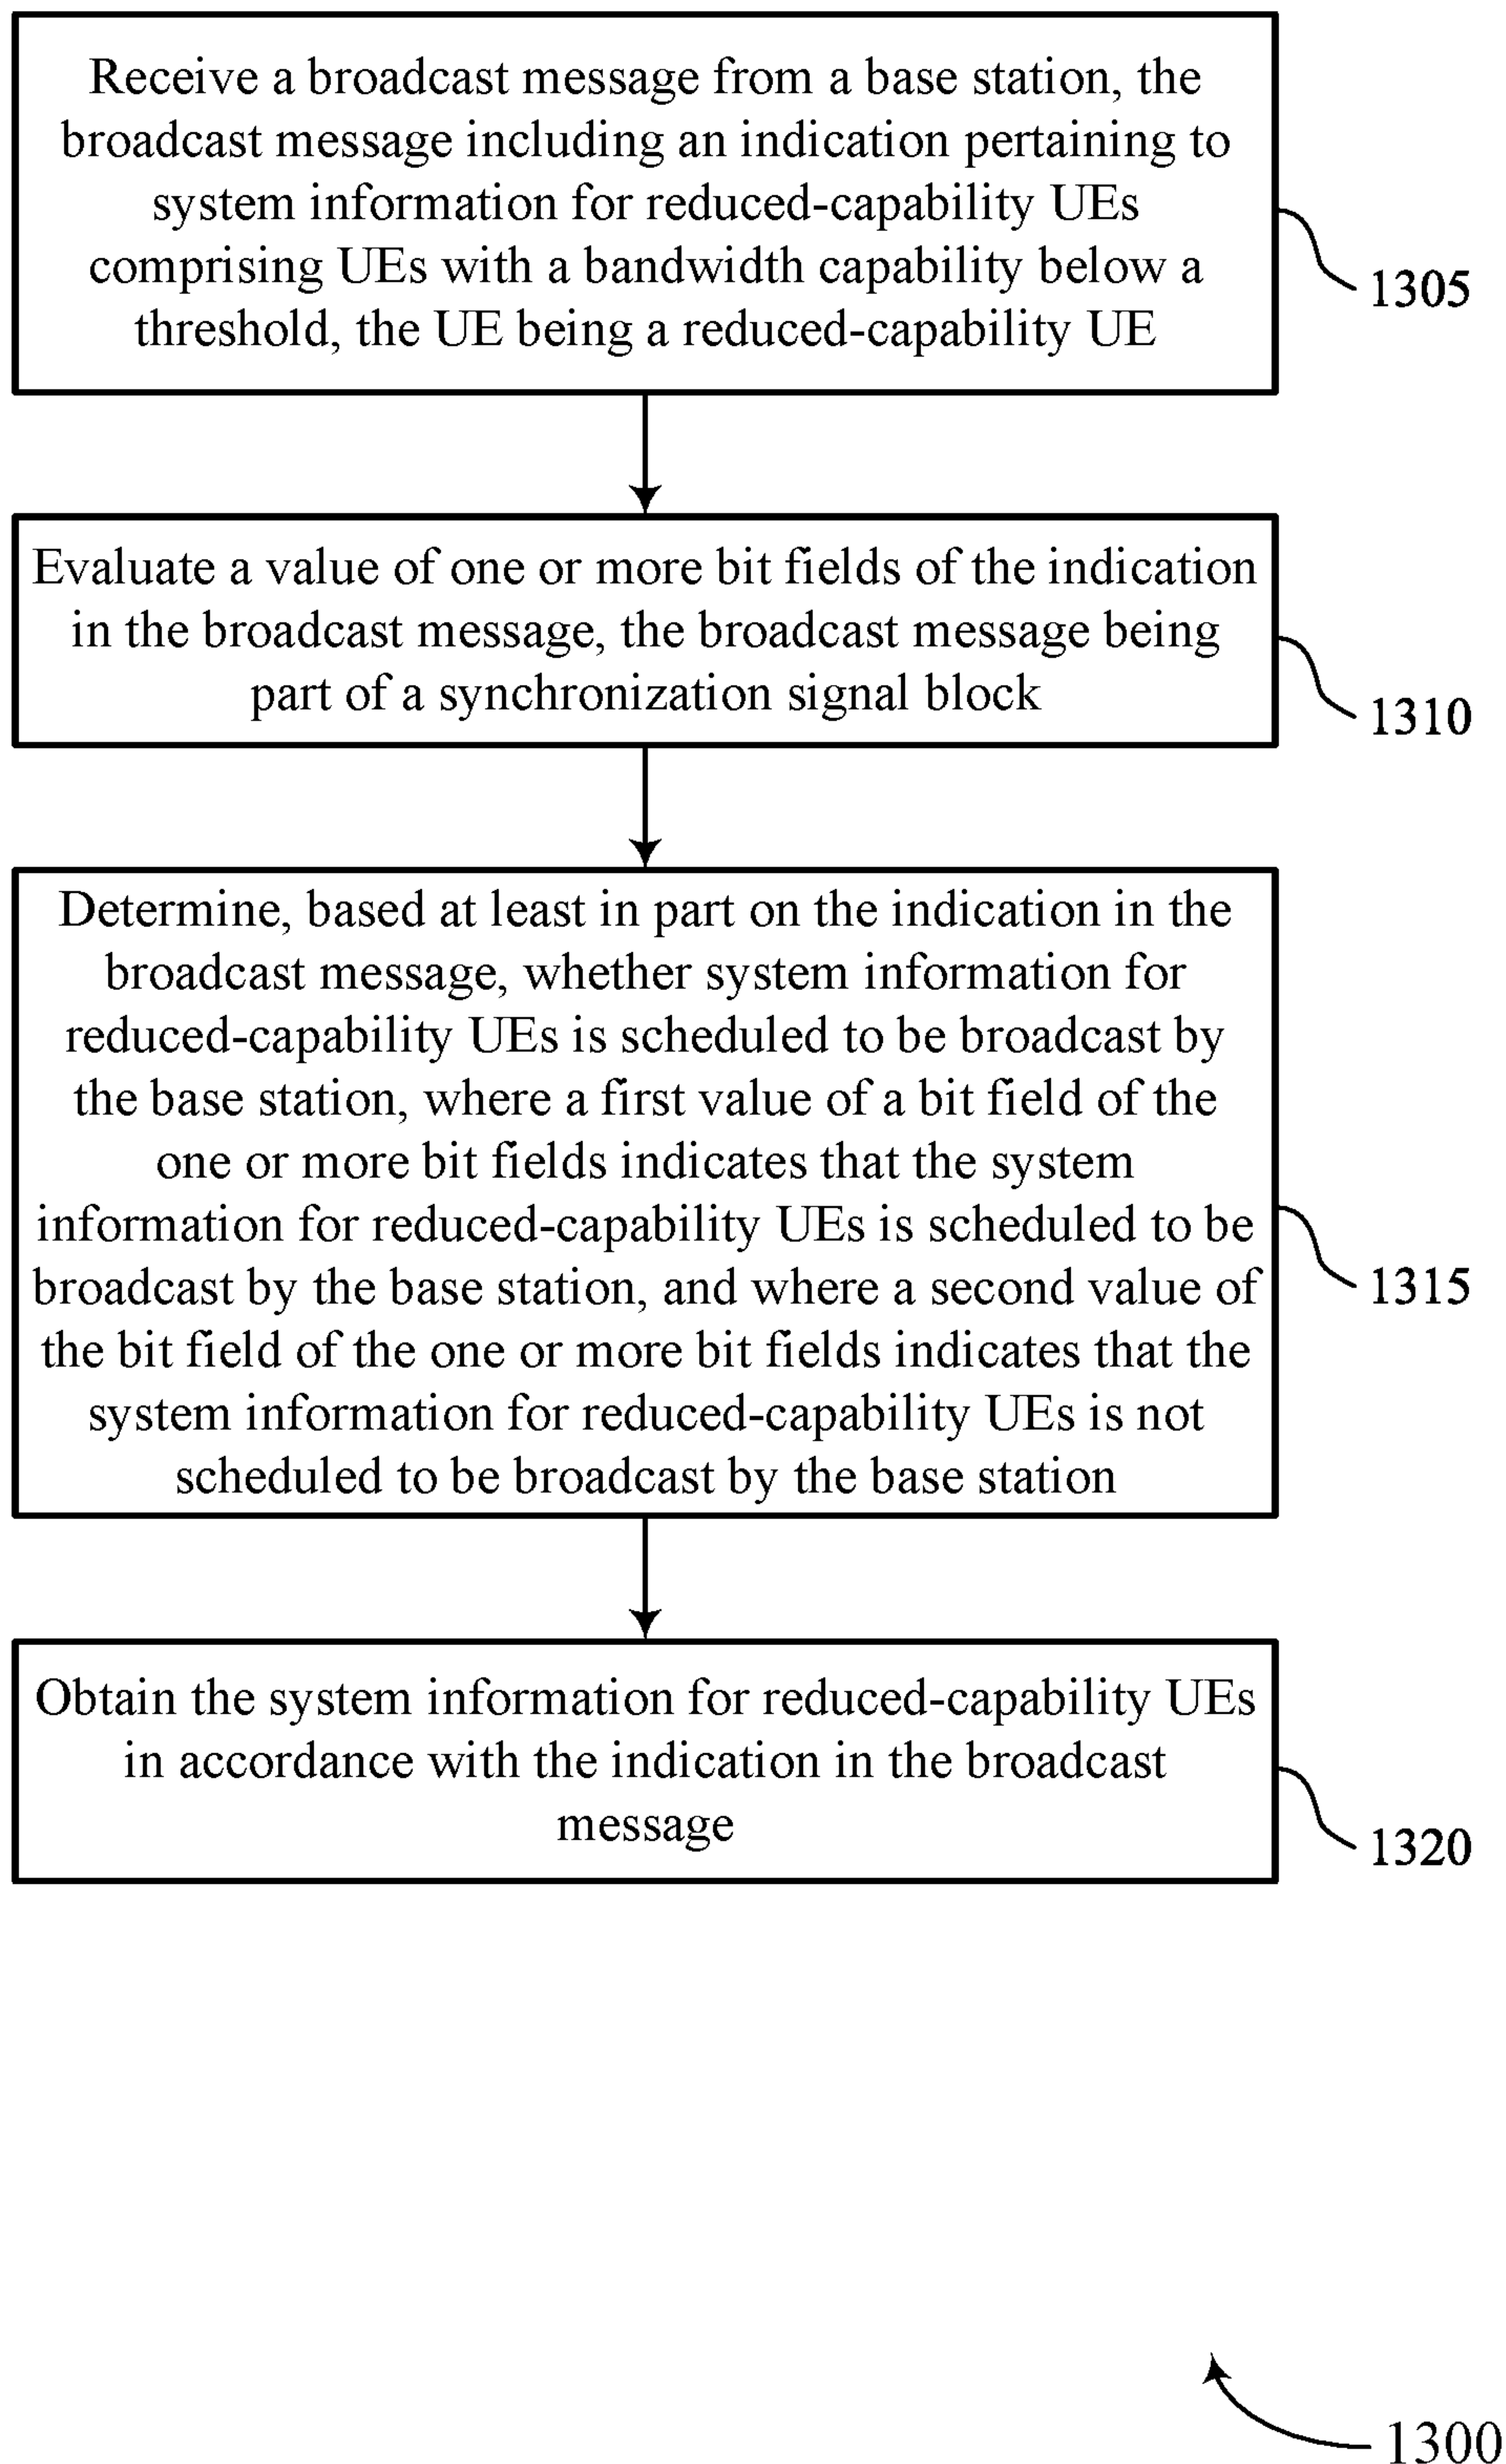 Receive a broadcast message from a base station, the
broadcast message including an indication pertaining to
system information for reduced-capability UEs
comprising UEs with a bandwidth capability below a
threshold, the UE being a reduced-capability UE
1305
Evaluate a value of one or more bit fields of the indication
in the broadcast message, the broadcast message being
part of a synchronization signal block
1310
Determine, based at least in part on the indication in the
broadcast message, whether system information for
reduced-capability UEs is scheduled to be broadcast by
the base station, where a first value of a bit field of the
one or more bit fields indicates that the system
information for reduced-capability UEs is scheduled to be
broadcast by the base station, and where a second value of
the bit field of the one or more bit fields indicates that the
system information for reduced-capability UEs is not
scheduled to be broadcast by the base station
1315
Obtain the system information for reduced-capability UEs
in accordance with the indication in the broadcast
message
1320
1300